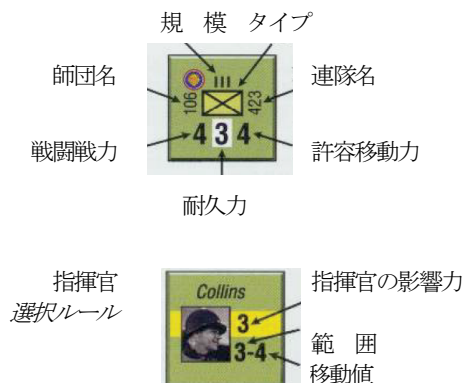 規 模 タイプ
師団名 連隊名
III
106 423
戦闘戦力 4 3 4 許容移動力
耐久力
指揮官 Collins 指揮官の影響力
選択ルール 3
3-4 範 囲
移動値